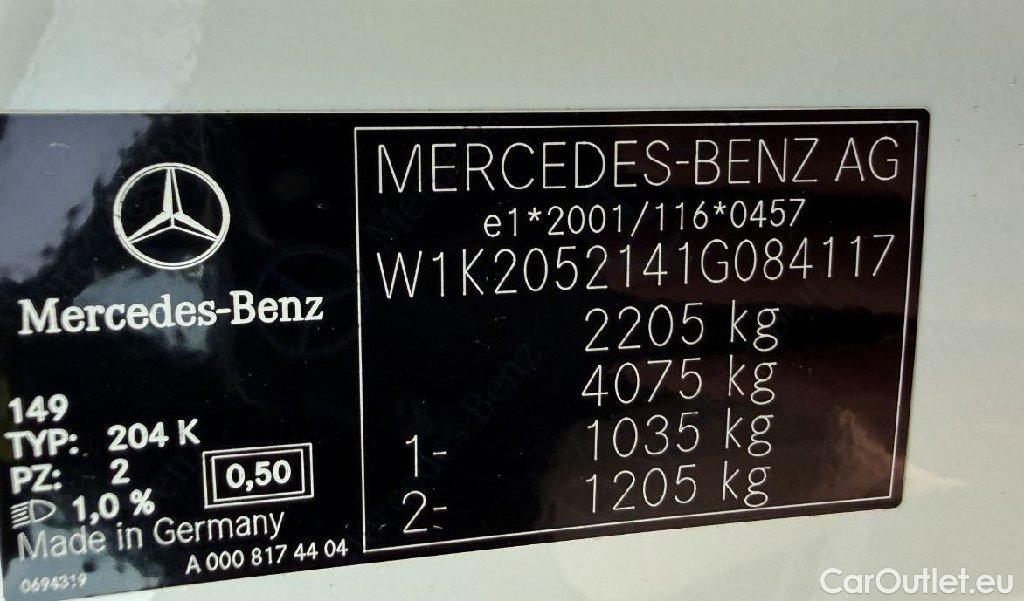 Mercedes-Benz
149
TYP: 204 K
PZ: 2
1,0 %
0,50
Made in Germany
A 000 817 44 04
0694319
MERCEDES-BENZ AG
e1*2001/116*0457
W1K2052141G084117
2205 kg
4075 kg
1- 1035 kg
2- 1205 kg
CarOutlet.eu